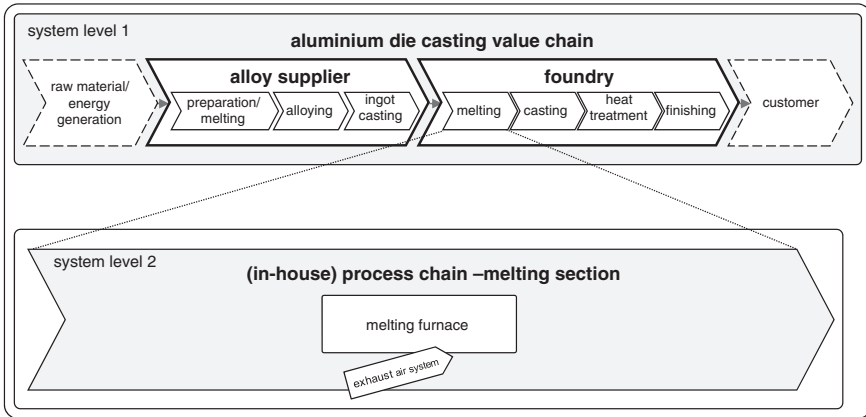 system level 1
aluminium die casting value chain
raw material/
energy
generation
alloy supplier
preparation/
melting
alloying
ingot
casting
foundry
melting
casting
heat
treatment
finishing
customer
system level 2
(in-house) process chain –melting section
melting furnace
exhaust air system